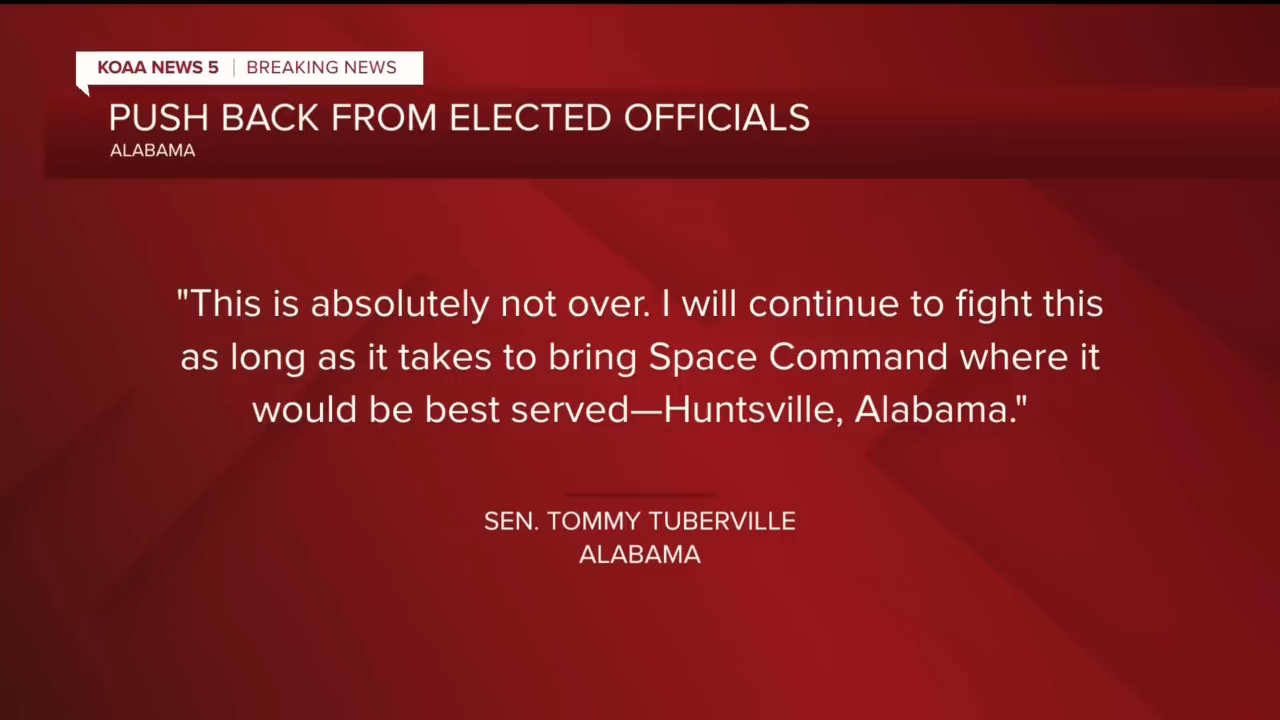 KOAA NEWS 5 | BREAKING NEWS
PUSH BACK FROM ELECTED OFFICIALS
ALABAMA
"This is absolutely not over. I will continue to fight this
as long as it takes to bring Space Command where it
would be best served—Huntsville, Alabama."
SEN. TOMMY TUBERVILLE
ALABAMA